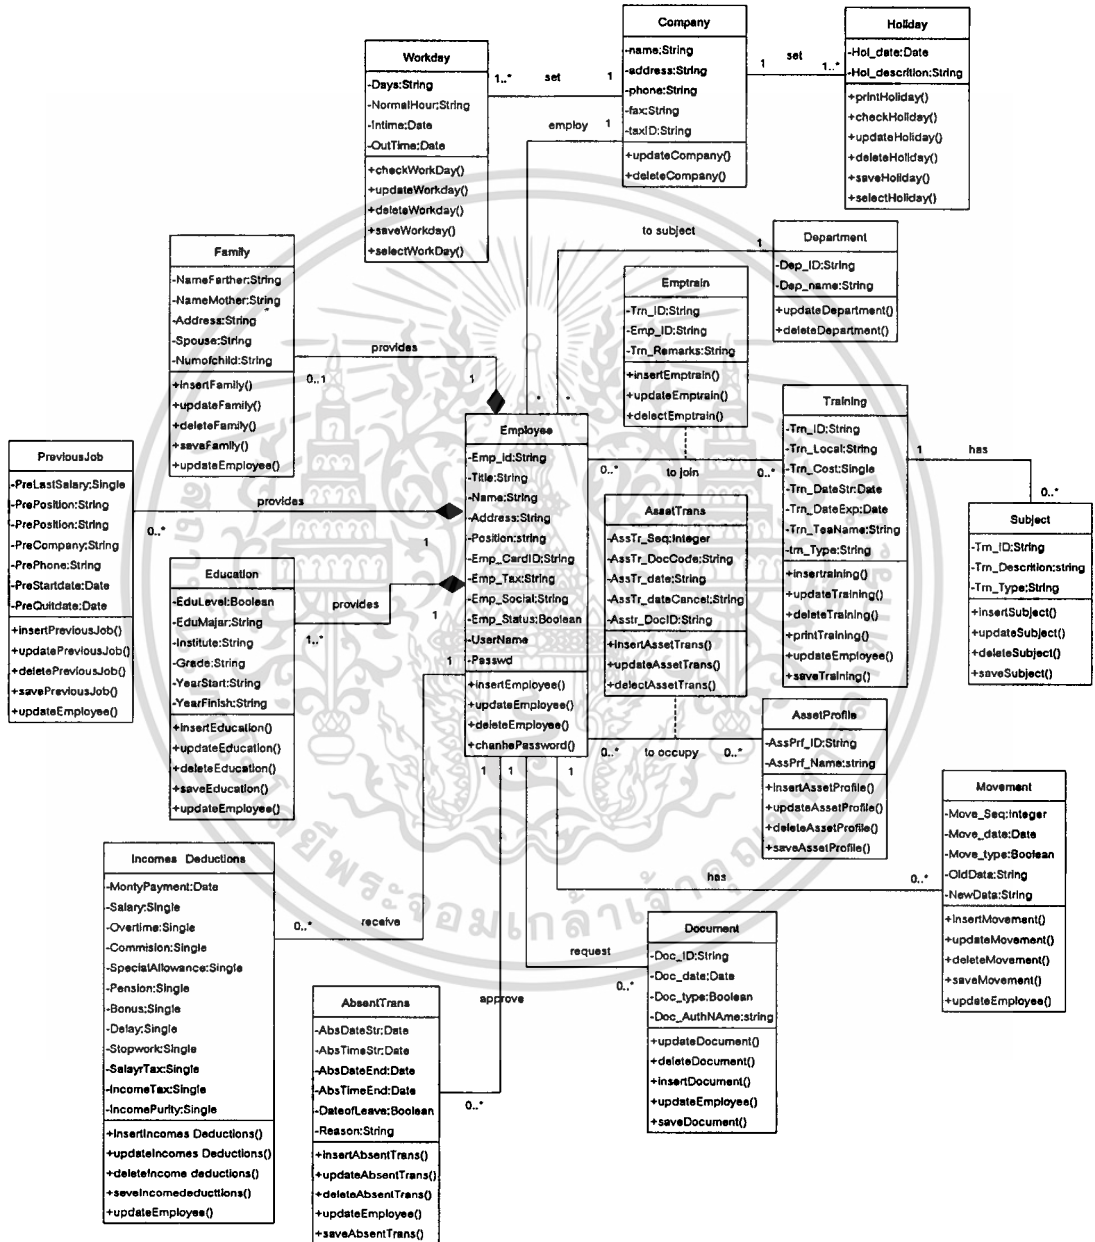 Company
-name:String
-address:String
-phone:String
-fax:String
-taxID:String
+updateCompany()
+deleteCompany()
Holiday
-Hol_date:Date
-Hol_descrition:String
+printHoliday()
+checkHoliday()
+updateHoliday()
+deleteHoliday()
+saveHoliday()
+selectHoliday()
Workday
-Days:String
-NormalHour:String
-Intime:Date
-OutTime:Date
+checkWorkDay()
+updateWorkday()
+deleteWorkday()
+saveWorkday()
+selectWorkDay()
1..* set 1
1 set 1..*
employ 1
to subject 1
Department
-Dep_ID:String
-Dep_name:String
+updateDepartment()
+deleteDepartment()
Family
-NameFarther:String
-NameMother:String
-Address:String
-Spouse:String
-Numofchild:String
+insertFamily()
+updateFamily()
+deleteFamily()
+saveFamily()
+updateEmployee()
provides
0..1 1
* *
Emptrain
-Trn_ID:String
-Emp_ID:String
-Trn_Remarks:String
+insertEmptrain()
+updateEmptrain()
+delectEmptrain()
Training
-Trn_ID:String
-Trn_Local:String
-Trn_Cost:Single
-Trn_DateStr:Date
-Trn_DateExp:Date
-Trn_TeaName:String
-trn_Type:String
+insertraining()
+updateTraining()
+deleteTraining()
+printTraining()
+updateEmployee()
+saveTraining()
0..* to join 0..*
1 has 0..*
Subject
-Trn_ID:String
-Trn_Descrition:string
-Trn_Type:String
+insertSubject()
+updateSubject()
+deleteSubject()
+saveSubject()
PreviousJob
-PreLastSalary:Single
-PrePosition:String
-PrePosition:String
-PreCompany:String
-PrePhone:String
-PreStartdate:Date
-PreQuitdate:Date
+insertPreviousJob()
+updatePreviousJob()
+deletePreviousJob()
+savePreviousJob()
+updateEmployee()
provides
0..* 1
Employee
-Emp_Id:String
-Title:String
-Name:String
-Address:String
-Position:string
-Emp_CardID:String
-Emp_Tax:String
-Emp_Social:String
-Emp_Status:Boolean
-UserName
-Passwd
+insertEmployee()
+updateEmployee()
+deleteEmployee()
+chanhePassword()
AssetTrans
-AssTr_Seq:Integer
-AssTr_DocCode:String
-AssTr_date:String
-AssTr_dateCancel:String
-Asstr_DocID:String
+insertAssetTrans()
+updateAssetTrans()
+delectAssetTrans()
Education
-EduLevel:Boolean
-EduMajar:String
-Institute:String
-Grade:String
-YearStart:String
-YearFinish:String
+insertEducation()
+updateEducation()
+deleteEducation()
+saveEducation()
+updateEmployee()
provides
1..* 1
1
0..* to occupy 0..*
AssetProfile
-AssPrf_ID:String
-AssPrf_Name:string
+insertAssetProfile()
+updateAssetProfile()
+deleteAssetProfile()
+saveAssetProfile()
1 1 1
Movement
-Move_Seq:Integer
-Move_date:Date
-Move_type:Boolean
-OldData:String
-NewData:String
+insertMovement()
+updateMovement()
+deleteMovement()
+saveMovement()
+updateEmployee()
has 0..*
Incomes Deductions
-MontyPayment:Date
-Salary:Single
-Overtime:Single
-Commision:Single
-SpecialAllowance:Single
-Pension:Single
-Bonus:Single
-Delay:Single
-Stopwork:Single
-SalayrTax:Single
-IncomeTax:Single
-IncomePurity:Single
+InsertIncomes Deductions()
+updateIncomes Deductions()
+deleteIncome deductions()
+seveIncomededucttions()
+updateEmployee()
0..* receive
request 0..*
Document
-Doc_ID:String
-Doc_date:Date
-Doc_type:Boolean
-Doc_AuthNAme:string
+updateDocument()
+deleteDocument()
+insertDocument()
+updateEmployee()
+saveDocument()
approve
0..*
AbsentTrans
-AbsDateStr:Date
-AbsTimeStr:Date
-AbsDateEnd:Date
-AbsTimeEnd:Date
-DateofLeave:Boolean
-Reason:String
+insertAbsentTrans()
+updateAbsentTrans()
+deleteAbsentTrans()
+updateEmployee()
+saveAbsentTrans()